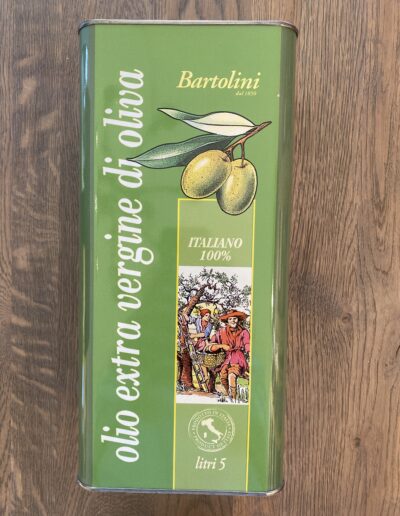 Bartolini
dal 1850
olio extra vergine di oliva
ITALIANO
100%
litri 5